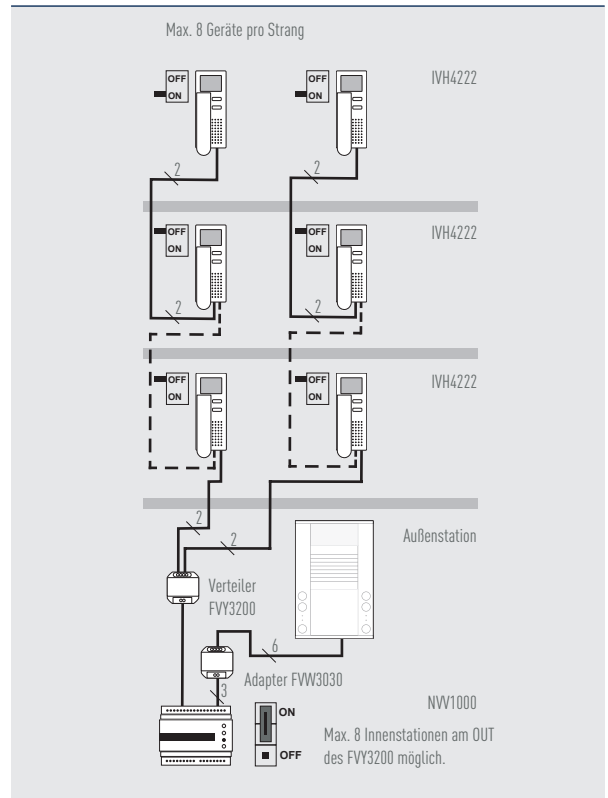 Max. 8 Geräte pro Strang
OFF
ON
OFF
ON
IVH4222
2
2
OFF
ON
OFF
ON
IVH4222
2
2
OFF
ON
OFF
ON
IVH4222
2
2
Außenstation
Verteiler
FVY3200
6
Adapter FVW3030
3
NVV1000
ON
OFF
Max. 8 Innenstationen am OUT
des FVY3200 möglich.